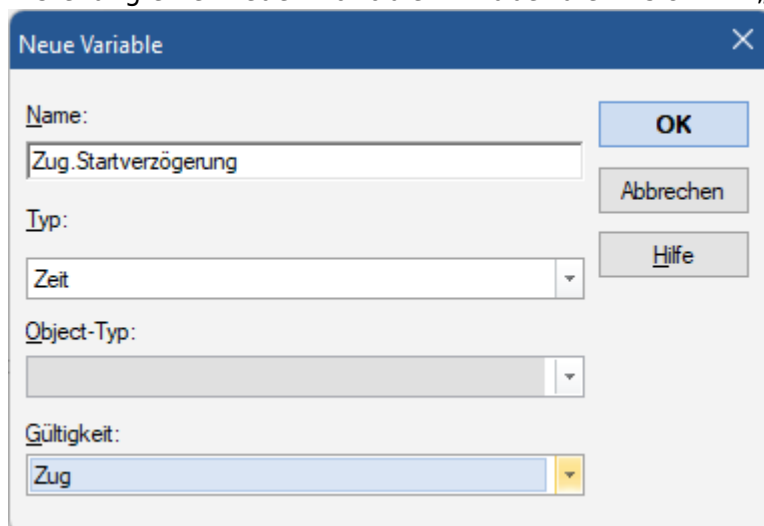 Neue Variable
Name:
OK
Zug.Startverzögerung
Abbrechen
Typ:
Hilfe
Zeit
Object-Typ:
Gültigkeit:
Zug